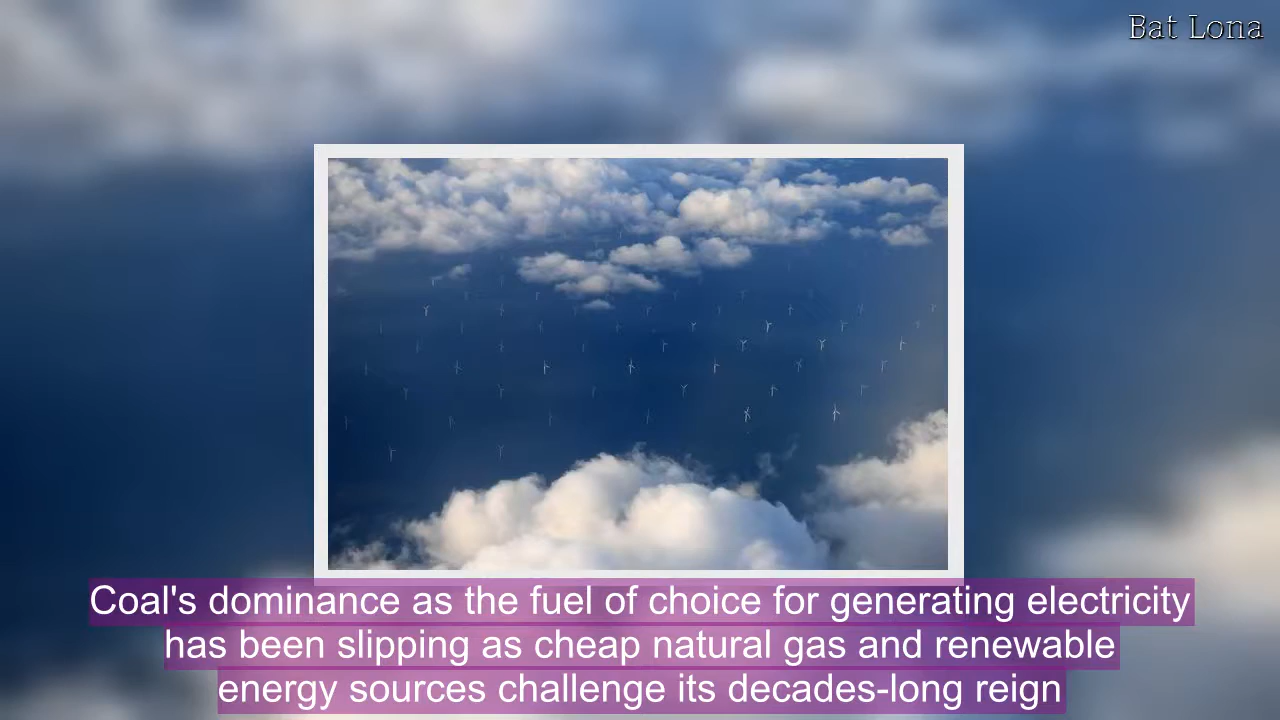 Bat Lona
Coal's dominance as the fuel of choice for generating electricity
has been slipping as cheap natural gas and renewable
energy sources challenge its decades-long reign